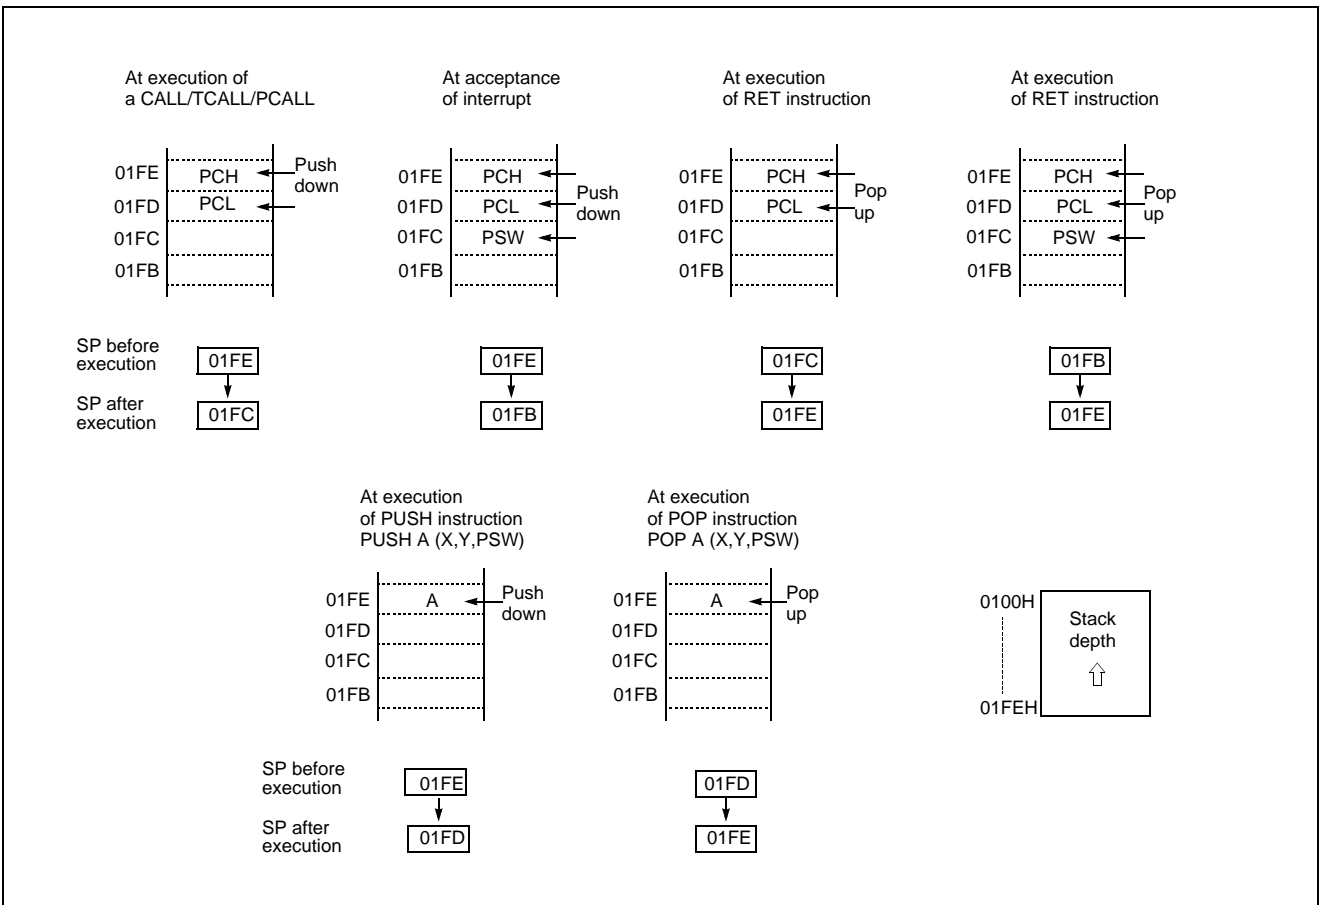 At execution of
a CALL/TCALL/PCALL
01FE
PCH
Push
down
01FD
PCL
01FC
01FB
SP before
execution
01FE
SP after
execution
01FC
At acceptance
of interrupt
01FE
PCH
Push
down
01FD
PCL
01FC
PSW
01FB
01FE
01FB
At execution
of RET instruction
01FE
PCH
Pop
up
01FD
PCL
01FC
01FB
01FC
01FE
At execution
of RET instruction
01FE
PCH
Pop
up
01FD
PCL
01FC
PSW
01FB
01FB
01FE
At execution
of PUSH instruction
PUSH A (X,Y,PSW)
01FE
A
Push
down
01FD
01FC
01FB
SP before
execution
01FE
SP after
execution
01FD
At execution
of POP instruction
POP A (X,Y,PSW)
01FE
A
Pop
up
01FD
01FC
01FB
01FD
01FE
0100H
Stack
depth
01FEH